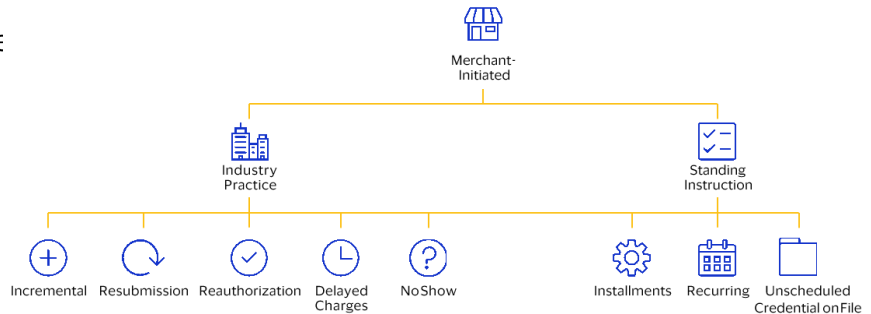 Merchant-
Initiated
Industry
Practice
Standing
Instruction
Incremental
Resubmission
Reauthorization
Delayed
Charges
No Show
Installments
Recurring
Unscheduled
Credential on File